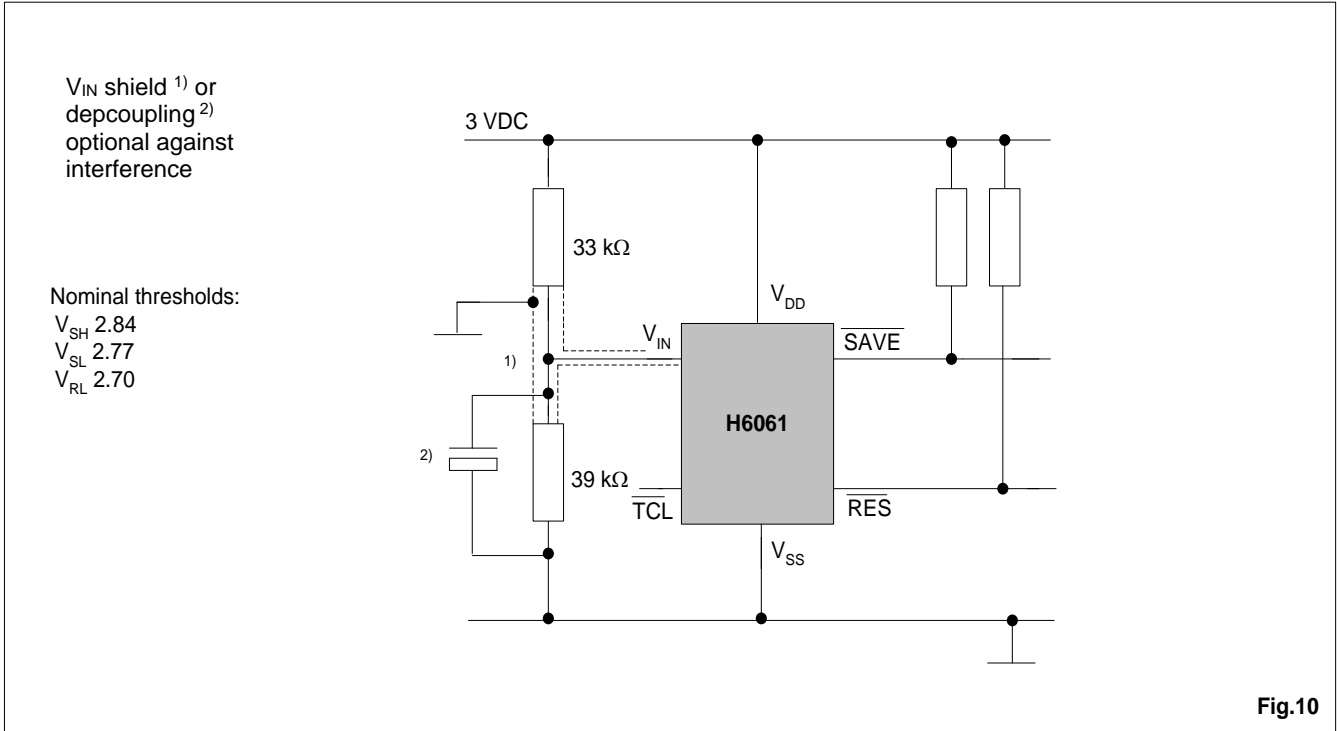 VIN shield 1) or
depcoupling 2)
optional against
interference
Nominal thresholds:
VSH 2.84
VSL 2.77
VRL 2.70
3 VDC
33 kΩ
VDD
VIN
SAVE
1)
H6061
2)
39 kΩ
TCL
RES
VSS
Fig.10